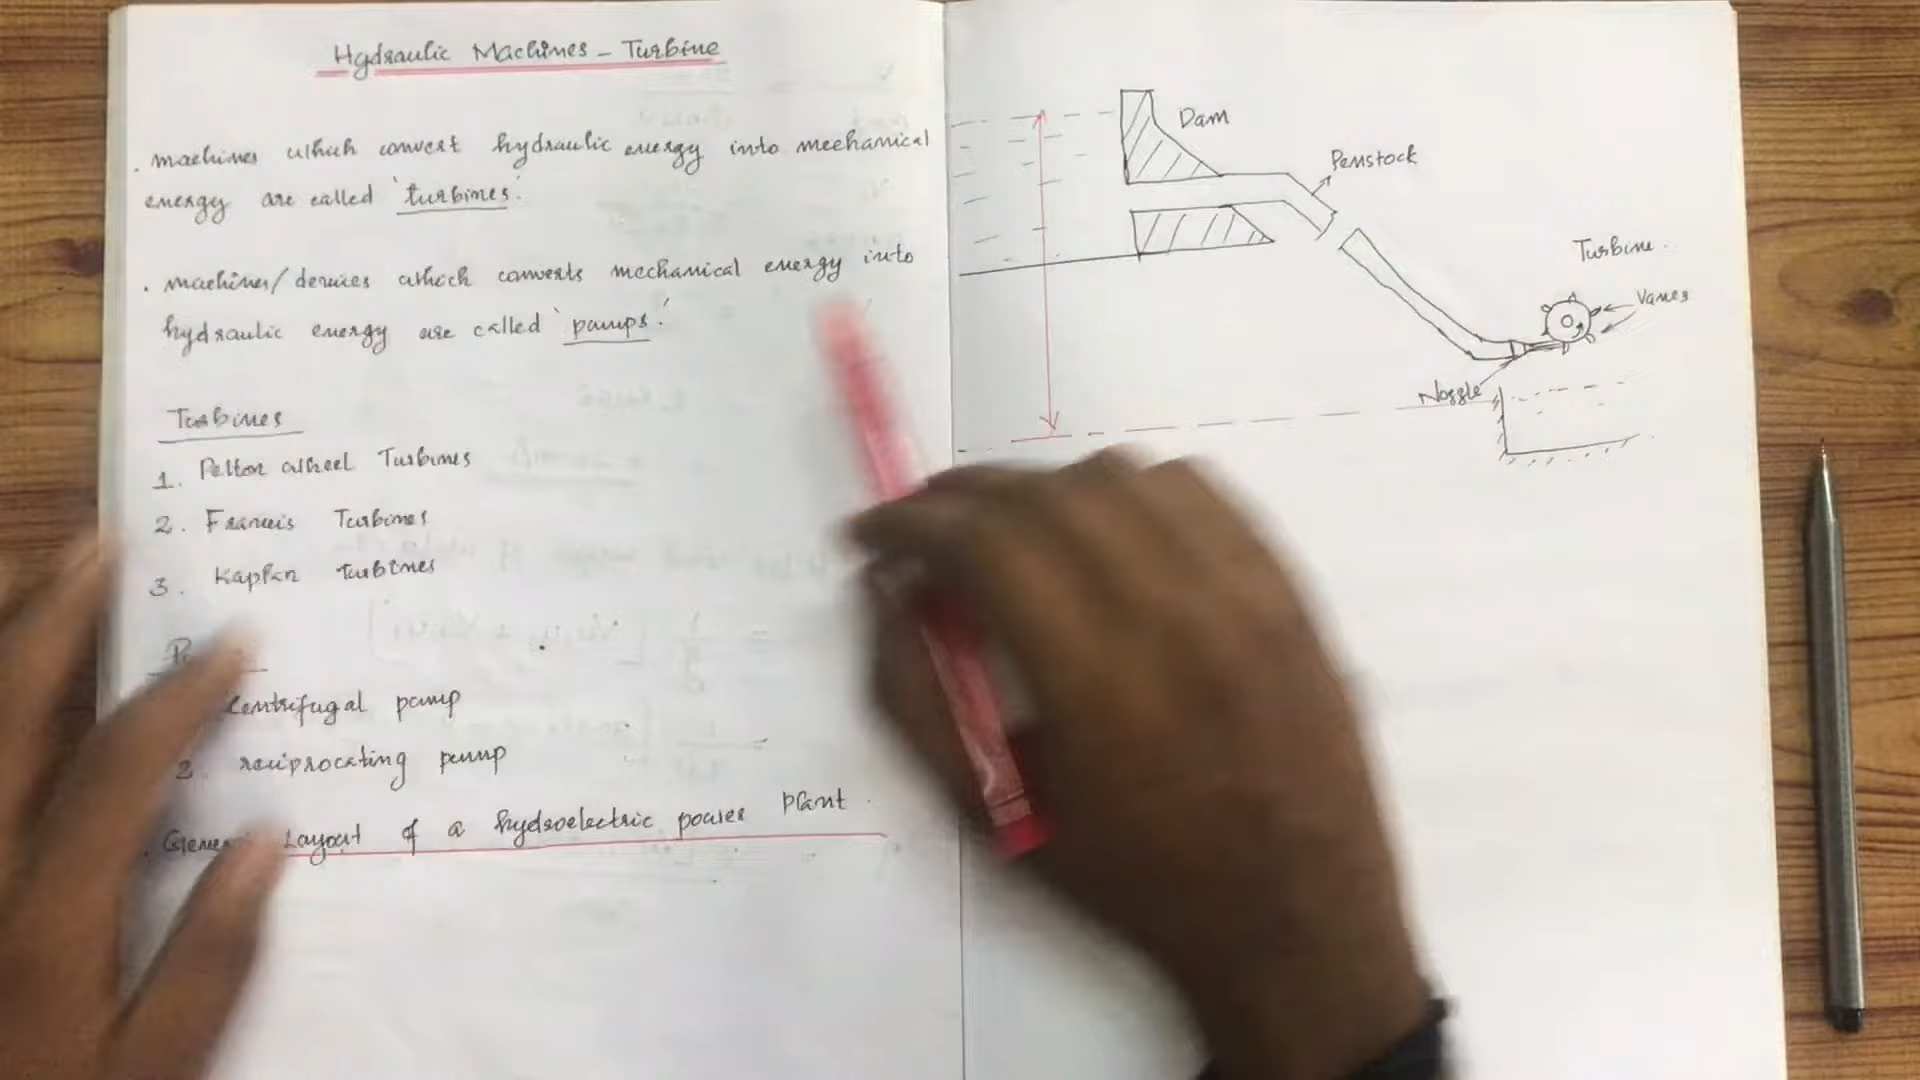 Hydraulic Machines - Turbine
. machines which convert hydraulic energy into mechanical
energy are called 'turbines'.
. machines/devices which converts mechanical energy into
hydraulic energy are called 'pumps'.
Turbines
1. Pelton wheel Turbines
2. Francis Turbines
3. Kaplan Turbines
centrifugal pump
2. reciprocating pump
Layout of a hydroelectric power plant.
Dam
Penstock
Turbine.
Vanes
Nozzle